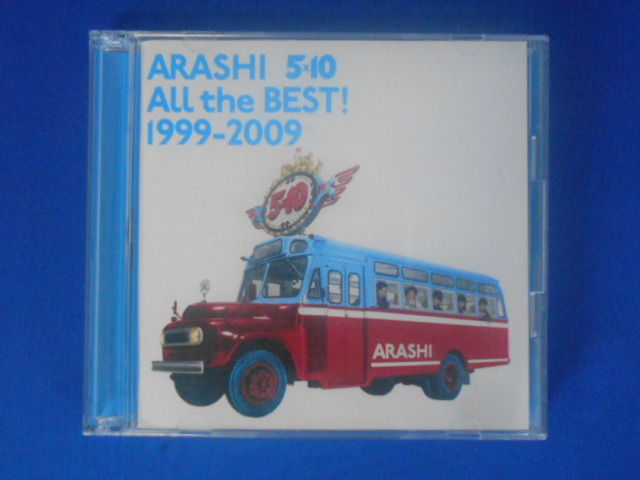 ARASHI 5×10
All the BEST!
1999-2009
5×10
ARASHI